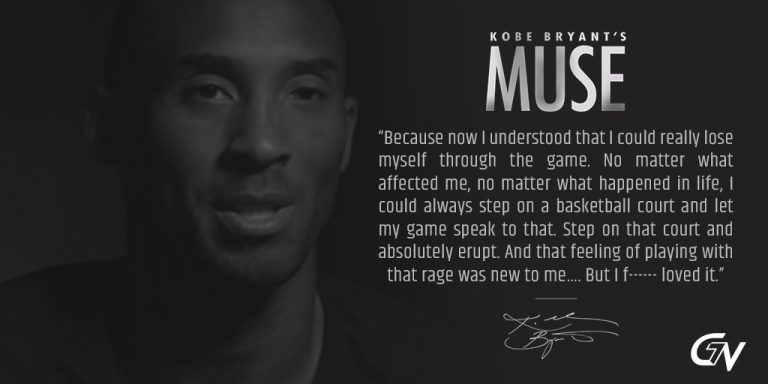 KOBE BRYANT'S
MUSE
“Because now I understood that I could really lose
myself through the game. No matter what
affected me, no matter what happened in life, I
could always step on a basketball court and let
my game speak to that. Step on that court and
absolutely erupt. And that feeling of playing with
that rage was new to me.... But I f------ loved it.”